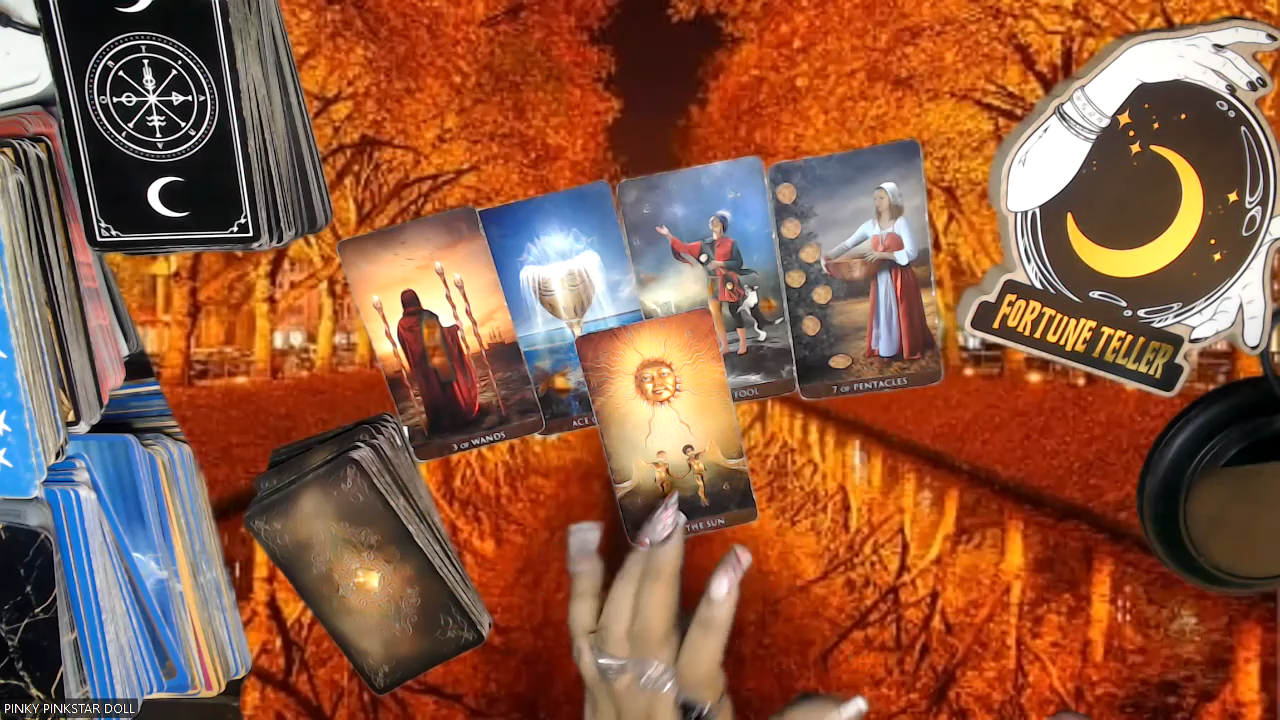 3 OF WANDS
ACE
FOOL
7 OF PENTACLES
THE SUN
FORTUNE TELLER
PINKY PINKSTAR DOLL